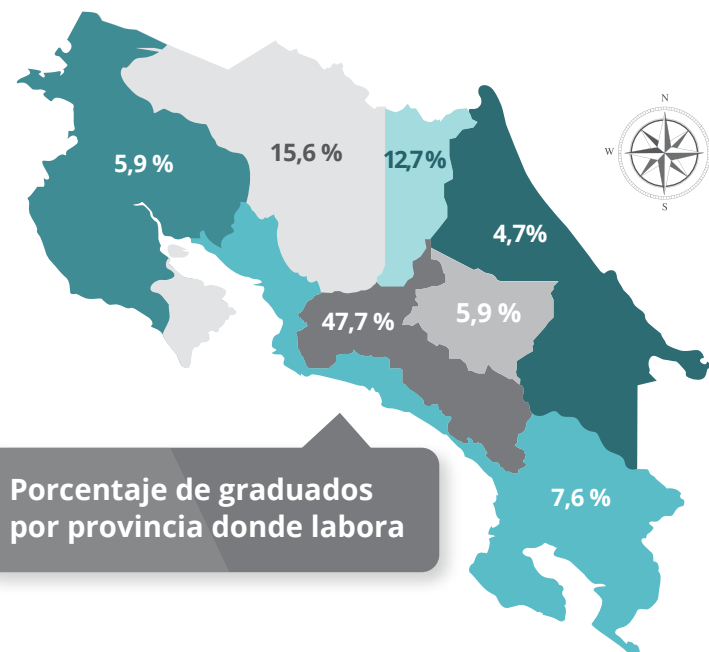 N
W
S
5,9 %
15,6 %
12,7%
4,7%
47,7 %
5,9 %
7,6 %
Porcentaje de graduados
por provincia donde labora